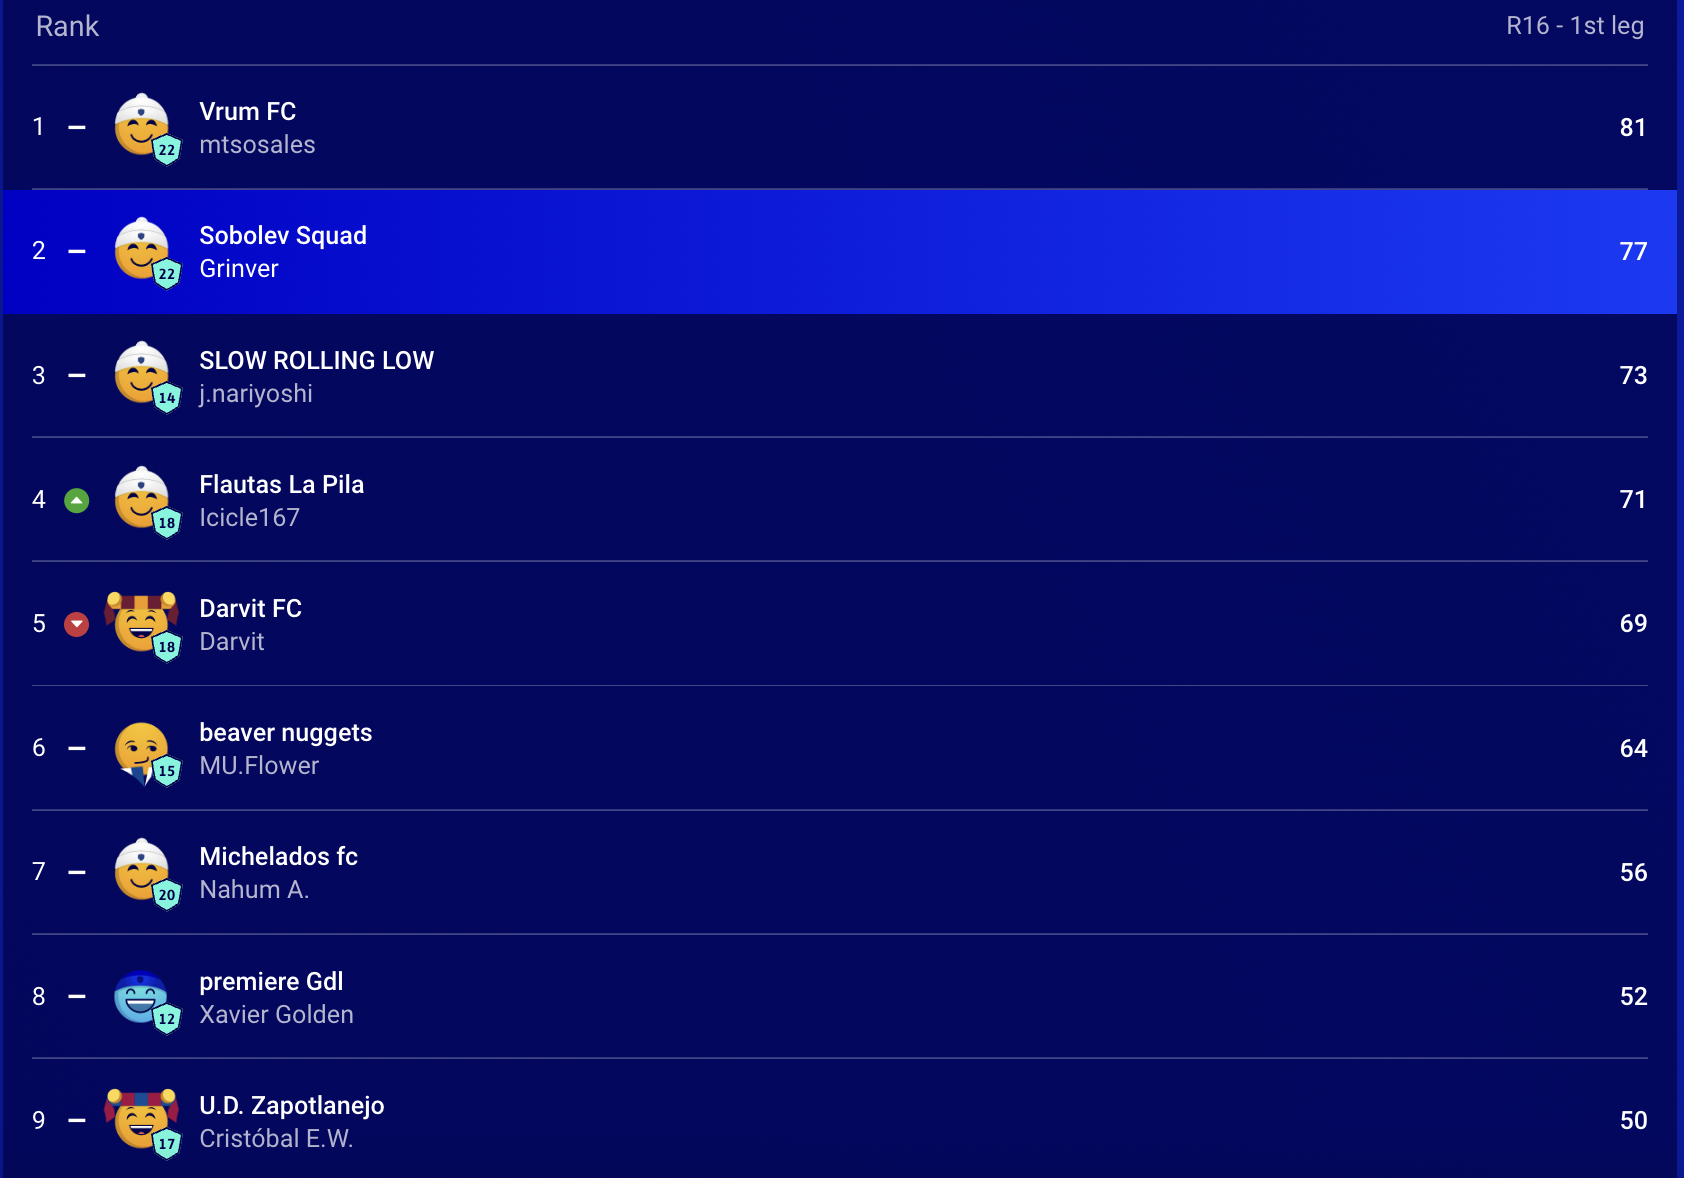 Rank R16 - 1st leg
1 22 Vrum FC 81
mtsosales
2 22 Sobolev Squad 77
Grinver
3 14 SLOW ROLLING LOW 73
j.nariyoshi
4 18 Flautas La Pila 71
Icicle167
5 18 Darvit FC 69
Darvit
6 15 beaver nuggets 64
MU.Flower
7 20 Michelados fc 56
Nahum A.
8 12 premiere Gdl 52
Xavier Golden
9 17 U.D. Zapotlanejo 50
Cristóbal E.W.